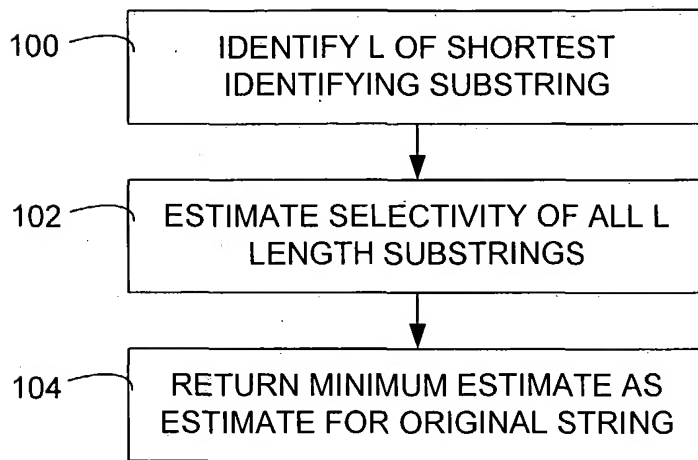 100
IDENTIFY L OF SHORTEST
IDENTIFYING SUBSTRING
102
ESTIMATE SELECTIVITY OF ALL L
LENGTH SUBSTRINGS
104
RETURN MINIMUM ESTIMATE AS
ESTIMATE FOR ORIGINAL STRING